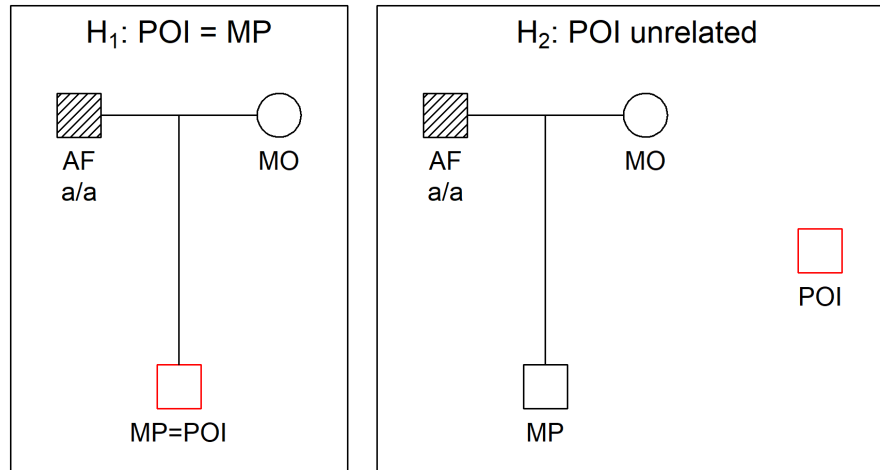 H₁: POI = MP
AF
a/a
MO
MP=POI
H₂: POI unrelated
AF
a/a
MO
POI
MP